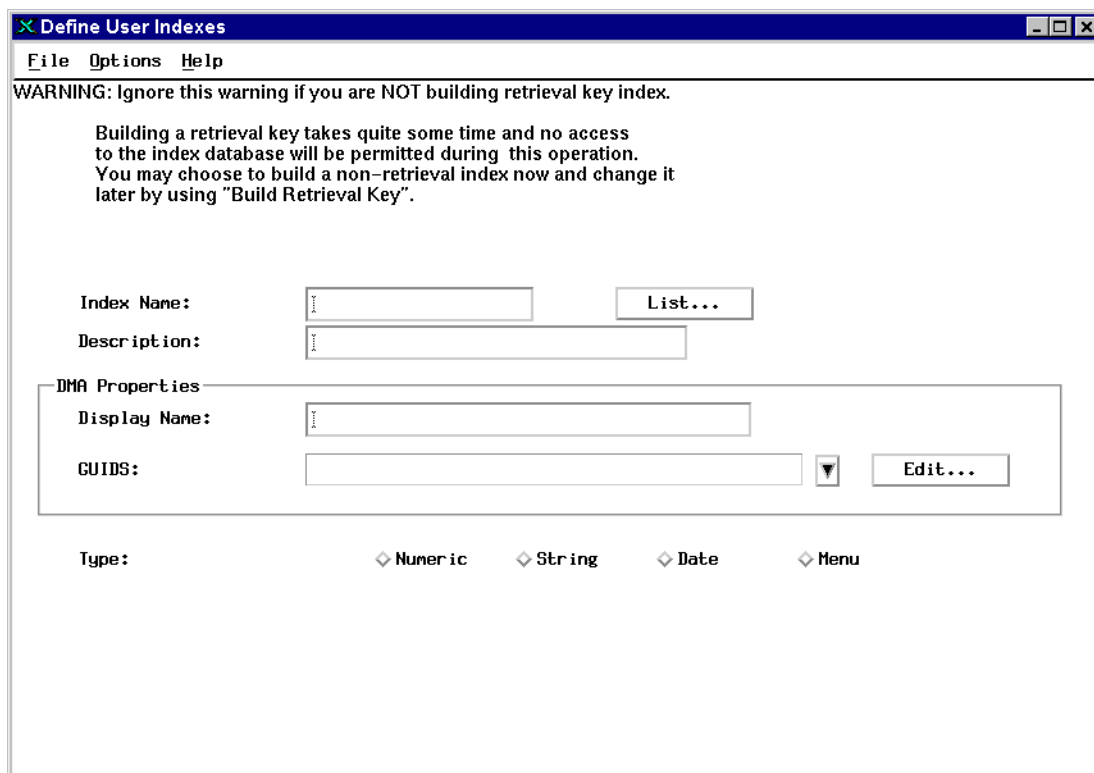 Define User Indexes
File Options Help
WARNING: Ignore this warning if you are NOT building retrieval key index.
Building a retrieval key takes quite some time and no access
to the index database will be permitted during this operation.
You may choose to build a non-retrieval index now and change it
later by using "Build Retrieval Key".
Index Name: List...
Description:
DMA Properties
Display Name:
GUIDS: Edit...
Type: Numeric String Date Menu